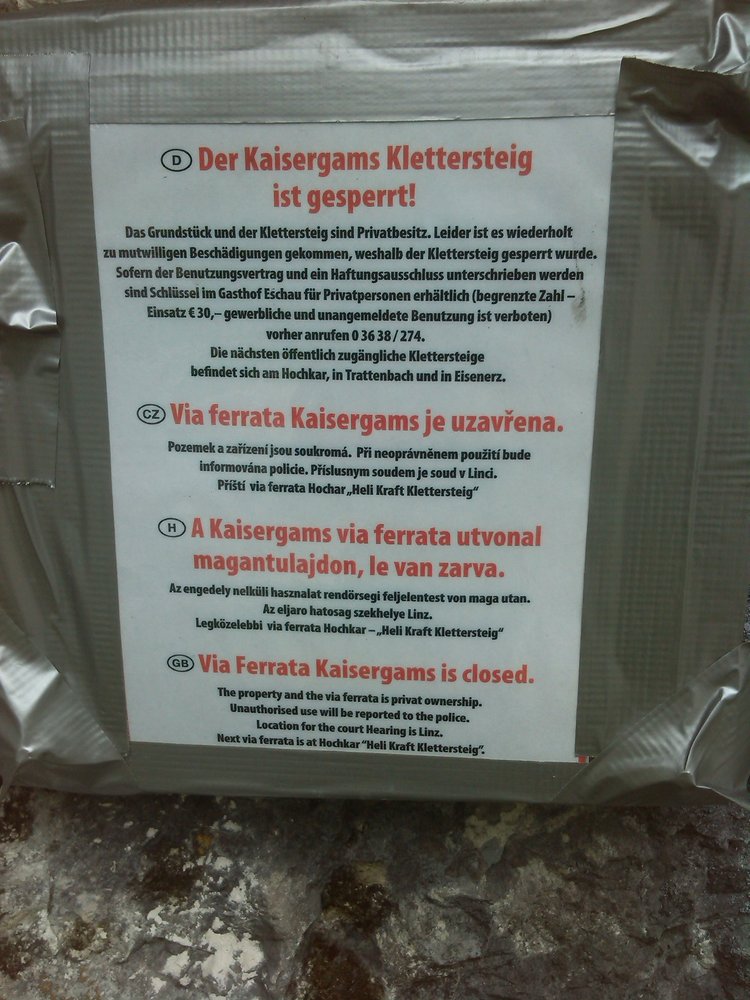 D Der Kaisergams Klettersteig
ist gesperrt!
Das Grundstück und der Klettersteig sind Privatbesitz. Leider ist es wiederholt
zu mutwilligen Beschädigungen gekommen, weshalb der Klettersteig gesperrt wurde.
Sofern der Benutzungsvertrag und ein Haftungsausschluss unterschrieben werden
sind Schlüssel im Gasthof Eschau für Privatpersonen erhältlich (begrenzte Zahl –
Einsatz € 30,– gewerbliche und unangemeldete Benutzung ist verboten)
vorher anrufen 0 36 38 / 274.
Die nächsten öffentlich zugängliche Klettersteige
befindet sich am Hochkar, in Trattenbach und in Eisenerz.
CZ Via ferrata Kaisergams je uzavřena.
Pozemek a zařízení jsou soukromá. Při neoprávněnem použití bude
informována policie. Příslusnym soudem je soud v Linci.
Příští via ferrata Hochar „Heli Kraft Klettersteig“
H A Kaisergams via ferrata utvonal
magantulajdon, le van zarva.
Az engedely nelküli hasznalat rendörsegi feljelentest von maga utan.
Az eljaro hatosag szekhelye Linz.
Legközelebbi via ferrata Hochkar – „Heli Kraft Klettersteig“
GB Via Ferrata Kaisergams is closed.
The property and the via ferrata is privat ownership.
Unauthorised use will be reported to the police.
Location for the court Hearing is Linz.
Next via ferrata is at Hochkar “Heli Kraft Klettersteig”.